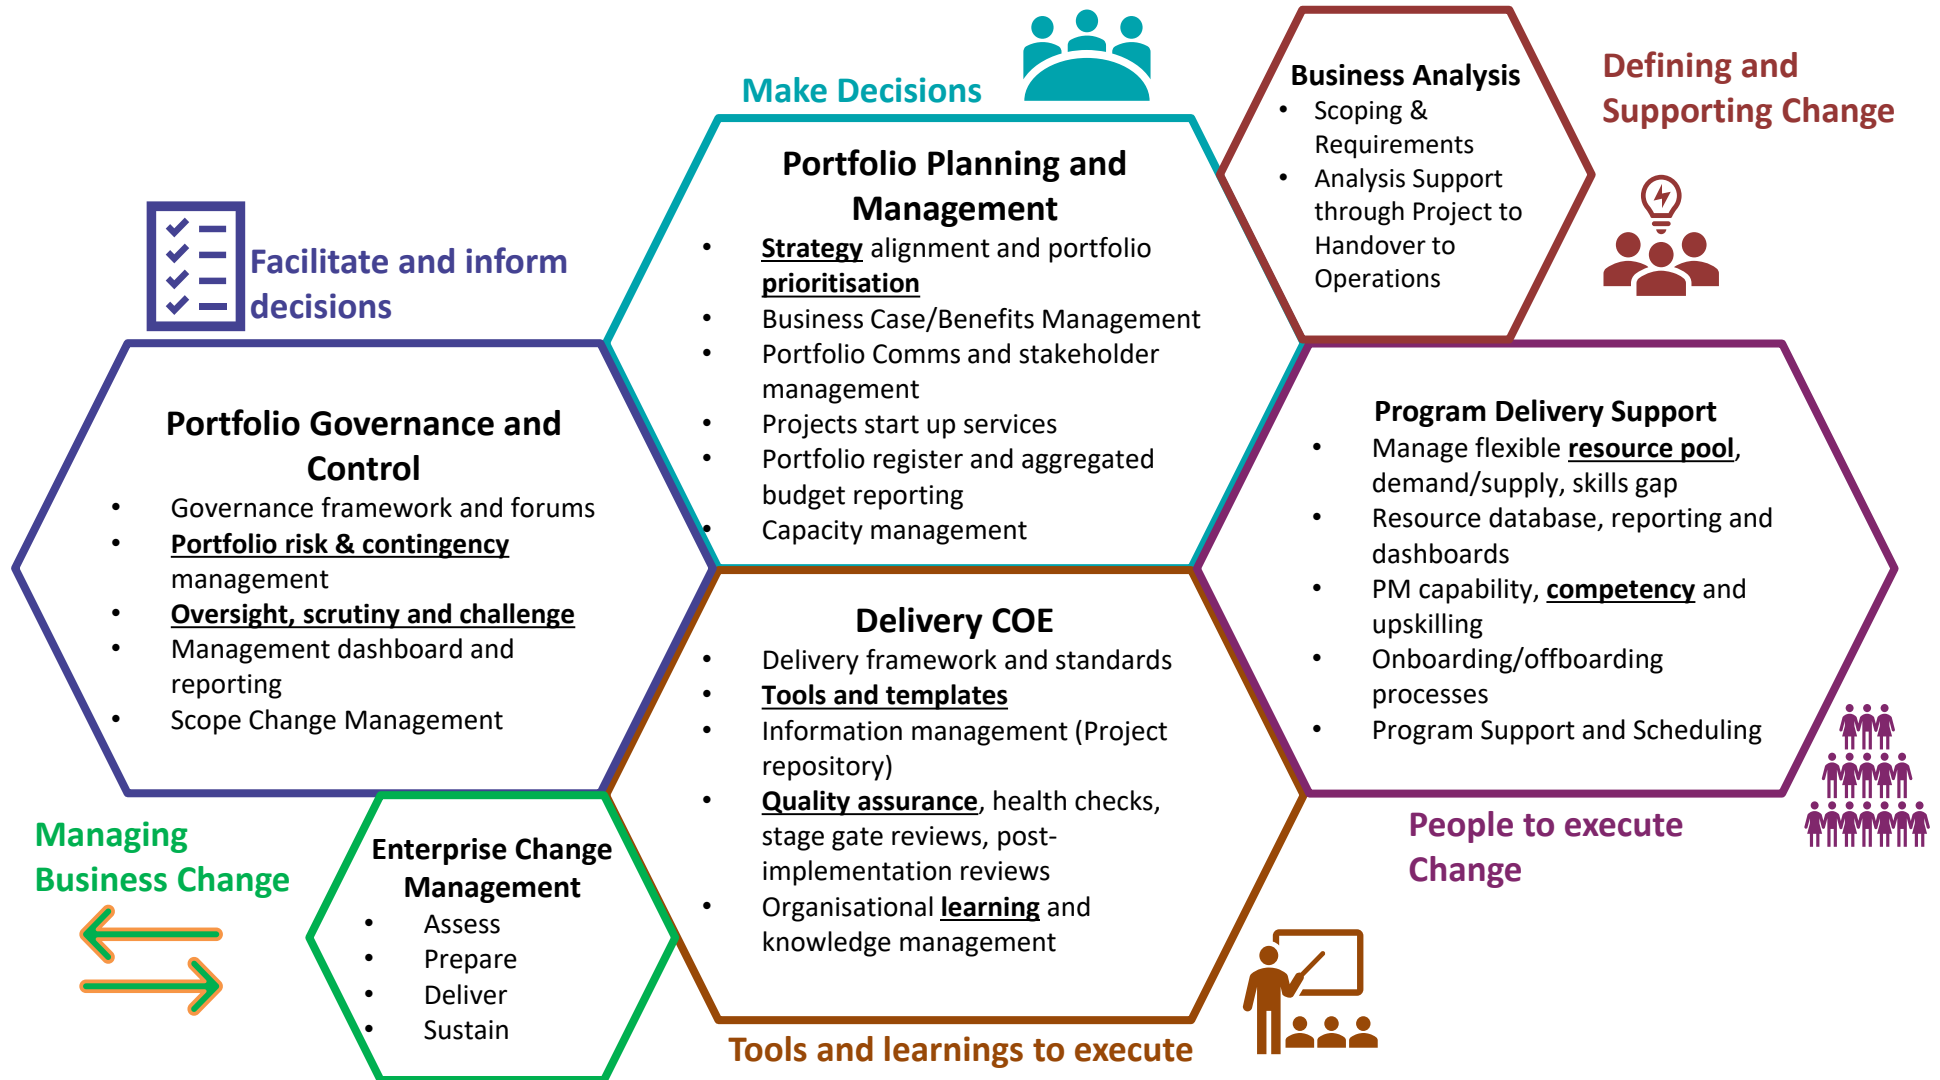 Make Decisions
Portfolio Planning and
Management
• Strategy alignment and portfolio
prioritisation
• Business Case/Benefits Management
• Portfolio Comms and stakeholder
management
• Projects start up services
• Portfolio register and aggregated
budget reporting
• Capacity management
Business Analysis
• Scoping &
Requirements
• Analysis Support
through Project to
Handover to
Operations
Defining and
Supporting Change
Facilitate and inform
decisions
Portfolio Governance and
Control
• Governance framework and forums
• Portfolio risk & contingency
management
• Oversight, scrutiny and challenge
• Management dashboard and
reporting
• Scope Change Management
Delivery COE
• Delivery framework and standards
• Tools and templates
• Information management (Project
repository)
• Quality assurance, health checks,
stage gate reviews, post-
implementation reviews
• Organisational learning and
knowledge management
Tools and learnings to execute
Program Delivery Support
• Manage flexible resource pool,
demand/supply, skills gap
• Resource database, reporting and
dashboards
• PM capability, competency and
upskilling
• Onboarding/offboarding
processes
• Program Support and Scheduling
People to execute
Change
Managing
Business Change
Enterprise Change
Management
• Assess
• Prepare
• Deliver
• Sustain